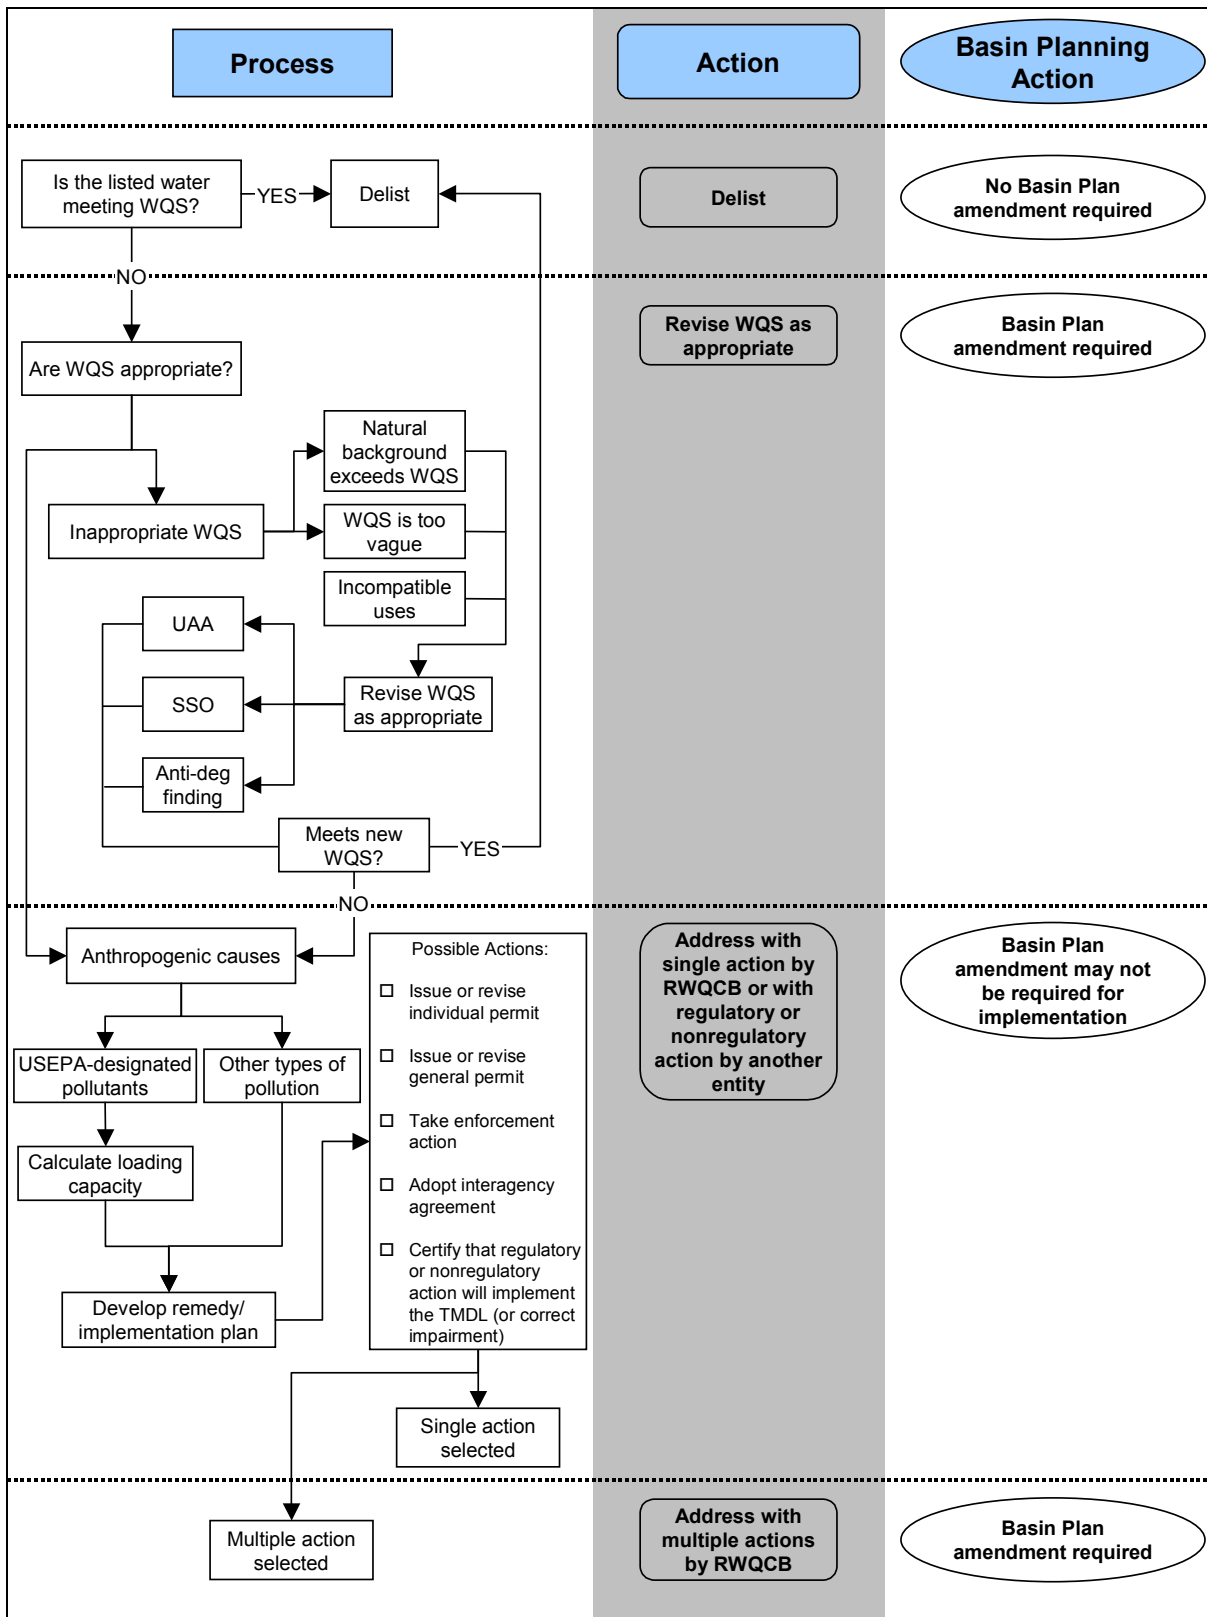 Process
Action
Basin Planning
Action
Is the listed water
meeting WQS?
YES
Delist
Delist
No Basin Plan
amendment required
NO
Are WQS appropriate?
Revise WQS as
appropriate
Basin Plan
amendment required
Natural
background
exceeds WQS
Inappropriate WQS
WQS is too
vague
Incompatible
uses
UAA
SSO
Revise WQS
as appropriate
Anti-deg
finding
Meets new
WQS?
YES
NO
Anthropogenic causes
USEPA-designated
pollutants
Other types of
pollution
Calculate loading
capacity
Develop remedy/
implementation plan
Possible Actions:
Issue or revise
individual permit
Issue or revise
general permit
Take enforcement
action
Adopt interagency
agreement
Certify that regulatory
or nonregulatory
action will implement
the TMDL (or correct
impairment)
Address with
single action by
RWQCB or with
regulatory or
nonregulatory
action by another
entity
Basin Plan
amendment may not
be required for
implementation
Single action
selected
Multiple action
selected
Address with
multiple actions
by RWQCB
Basin Plan
amendment required